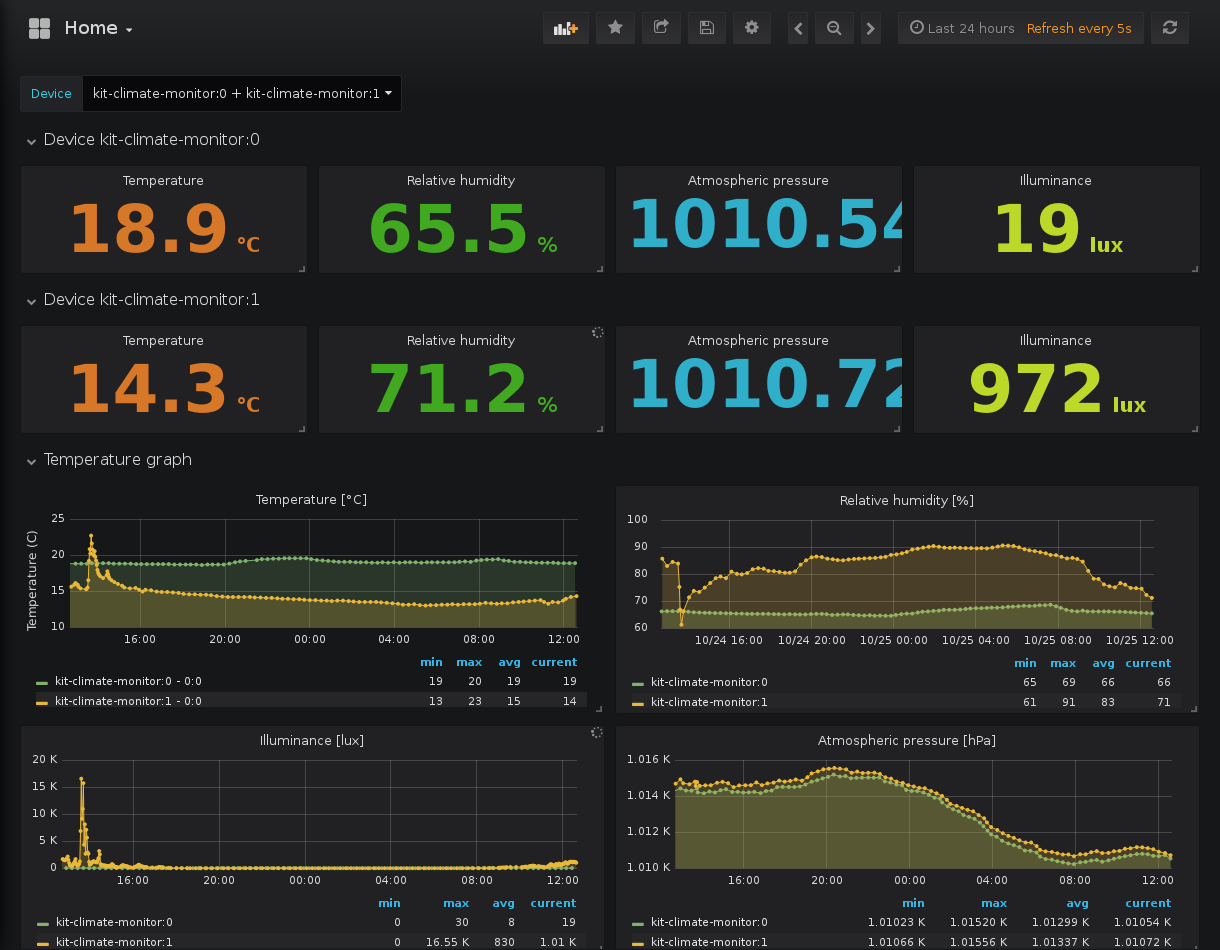 Home
Last 24 hours Refresh every 5s
Device kit-climate-monitor:0 + kit-climate-monitor:1
Device kit-climate-monitor:0
Temperature Relative humidity Atmospheric pressure Illuminance
18.9 °C 65.5 % 1010.54 19 lux
Device kit-climate-monitor:1
Temperature Relative humidity Atmospheric pressure Illuminance
14.3 °C 71.2 % 1010.72 972 lux
Temperature graph
Temperature [°C]
Temperature (C)
25
20
15
10
16:00 20:00 00:00 04:00 08:00 12:00
min max avg current
kit-climate-monitor:0 - 0:0 19 20 19 19
kit-climate-monitor:1 - 0:0 13 23 15 14
Relative humidity [%]
100
90
80
70
60
10/24 16:00 10/24 20:00 10/25 00:00 10/25 04:00 10/25 08:00 10/25 12:00
min max avg current
kit-climate-monitor:0 65 69 66 66
kit-climate-monitor:1 61 91 83 71
Illuminance [lux]
20 K
15 K
10 K
5 K
0
16:00 20:00 00:00 04:00 08:00 12:00
min max avg current
kit-climate-monitor:0 0 30 8 19
kit-climate-monitor:1 0 16.55 K 830 1.01 K
Atmospheric pressure [hPa]
1.016 K
1.014 K
1.012 K
1.010 K
16:00 20:00 00:00 04:00 08:00 12:00
min max avg current
kit-climate-monitor:0 1.01023 K 1.01520 K 1.01299 K 1.01054 K
kit-climate-monitor:1 1.01066 K 1.01556 K 1.01337 K 1.01072 K